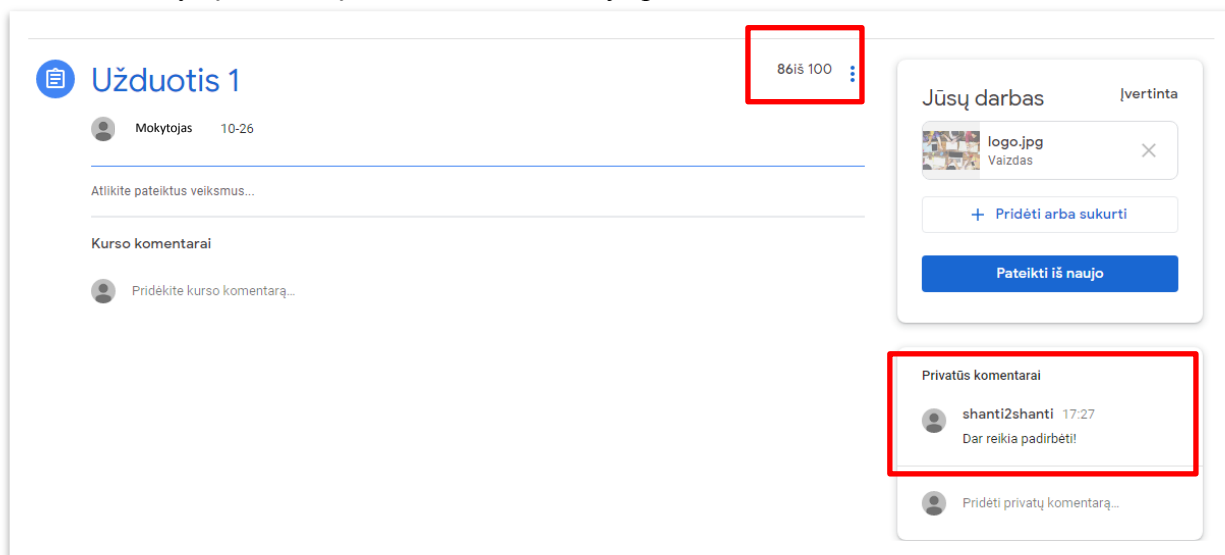 Užduotis 1
86iš 100
Mokytojas 10-26
Atlikite pateiktus veiksmus...
Kurso komentarai
Pridėkite kurso komentarą...
Jūsų darbas Įvertinta
logo.jpg
Vaizdas
+ Pridėti arba sukurti
Pateikti iš naujo
Privatūs komentarai
shanti2shanti 17:27
Dar reikia padirbėti!
Pridėti privatų komentarą...